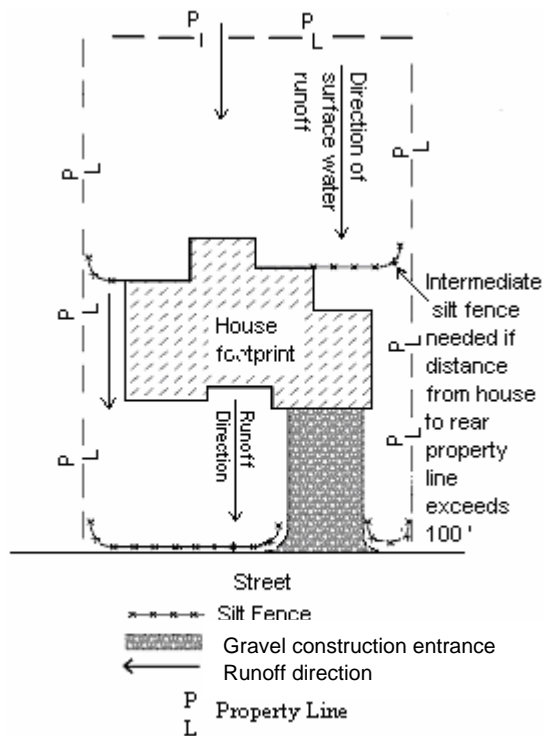 P
L
P
L
Direction of
surface water
runoff
P
L
P
L
Intermediate
silt fence
needed if
distance
from house
to rear
property
line
exceeds
100 '
House
footprint
P
L
P
L
Runoff
Direction
P
L
P
L
Street
Silt Fence
Gravel construction entrance
Runoff direction
P
L
Property Line